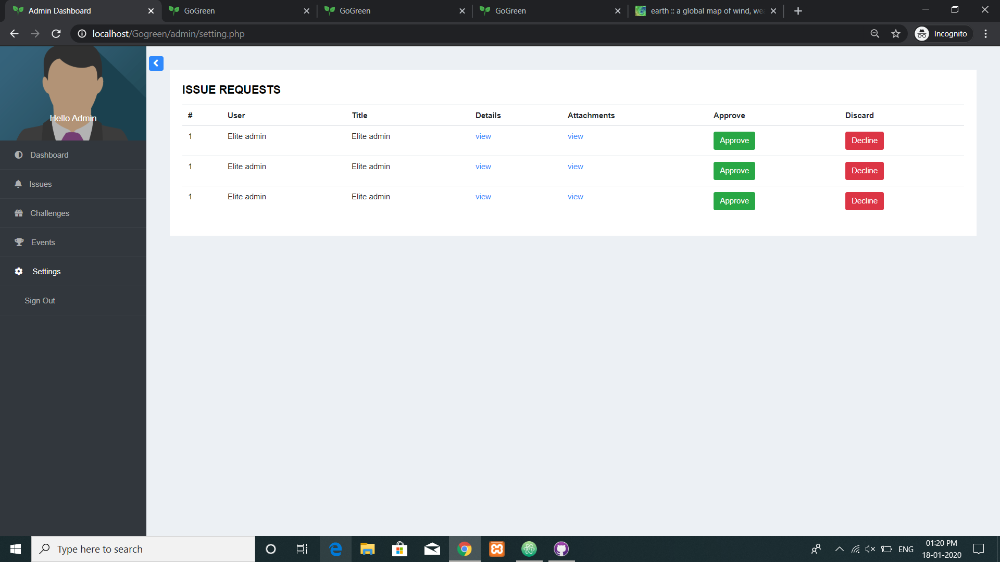 Admin Dashboard
GoGreen
GoGreen
GoGreen
earth :: a global map of wind, wea
localhost/Gogreen/admin/setting.php
Incognito
Hello Admin
Dashboard
Issues
Challenges
Events
Settings
Sign Out
ISSUE REQUESTS
# User Title Details Attachments Approve Discard
1 Elite admin Elite admin view view Approve Decline
1 Elite admin Elite admin view view Approve Decline
1 Elite admin Elite admin view view Approve Decline
Type here to search
ENG
01:20 PM
18-01-2020